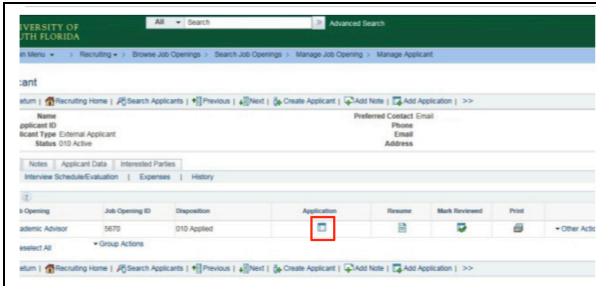 IVERSITY OF
UTH FLORIDA
All Search Advanced Search
in Menu > Recruiting > Browse Job Openings > Search Job Openings > Manage Job Opening > Manage Applicant
cant
eturn | Recruiting Home | Search Applicants | Previous | Next | Create Applicant | Add Note | Add Application | >>
Name Preferred Contact Email
pplicant ID Phone
licant Type External Applicant Email
Status 010 Active Address
Notes Applicant Data Interested Parties
Interview Schedule/Evaluation | Expenses | History
b Opening Job Opening ID Disposition Application Resume Mark Reviewed Print
cademic Advisor 5670 010 Applied Other Actio
eselect All Group Actions
eturn | Recruiting Home | Search Applicants | Previous | Next | Create Applicant | Add Note | Add Application | >>